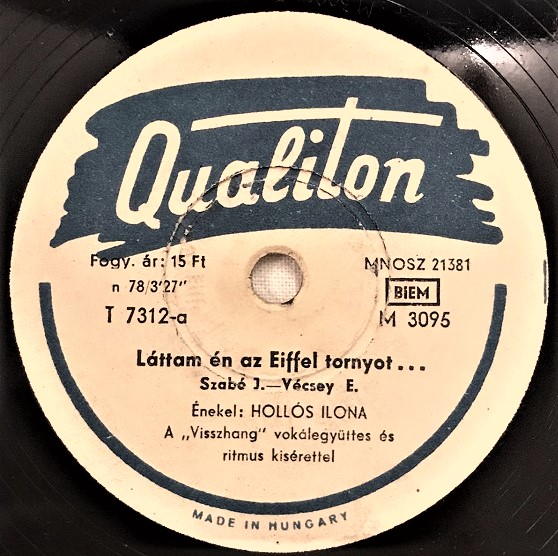 Qualiton
Fogy. ár: 15 Ft
MNOSZ 21381
n 78/3'27"
BIEM
T 7312-a
M 3095
Láttam én az Eiffel tornyot...
Szabó J.—Vécsey E.
Énekel: HOLLÓS ILONA
A „Visszhang" vokálegyüttes és
ritmus kisérettel
MADE IN HUNGARY